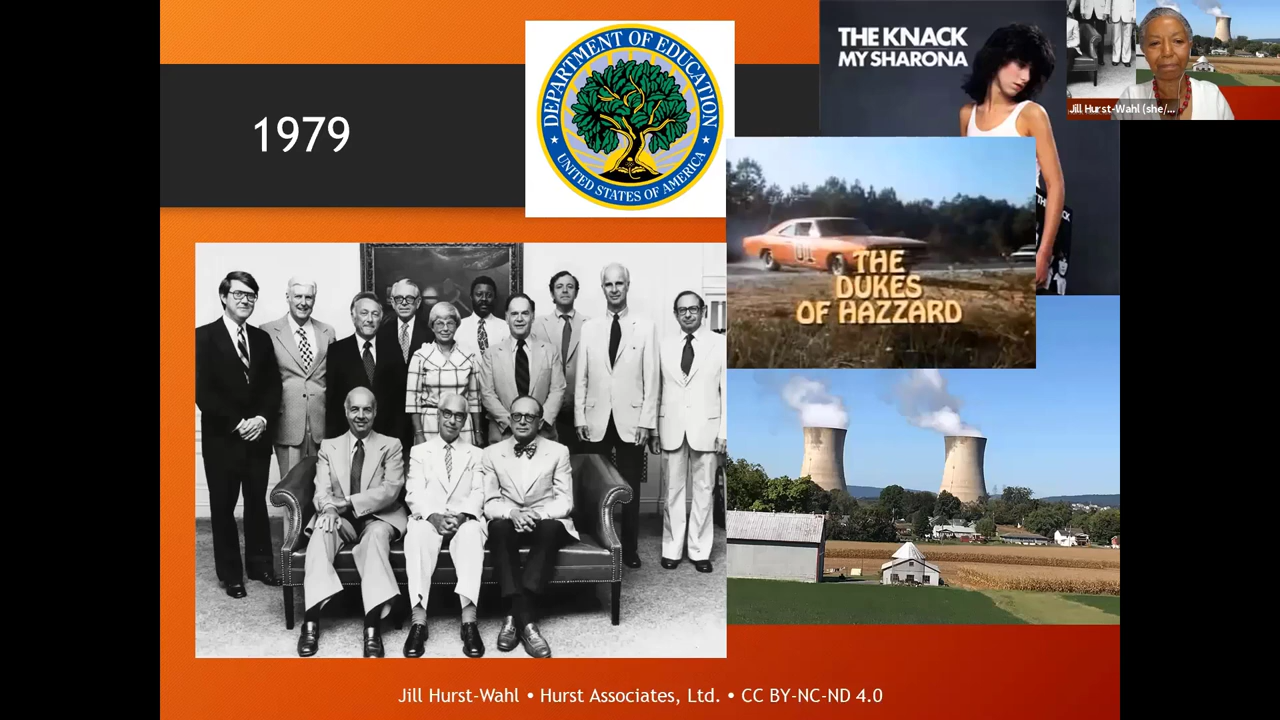 1979
DEPARTMENT OF EDUCATION
UNITED STATES OF AMERICA
THE KNACK
MY SHARONA
Jill Hurst-Wahl (she/...
01
THE
DUKES
OF HAZZARD
Jill Hurst-Wahl • Hurst Associates, Ltd. • CC BY-NC-ND 4.0